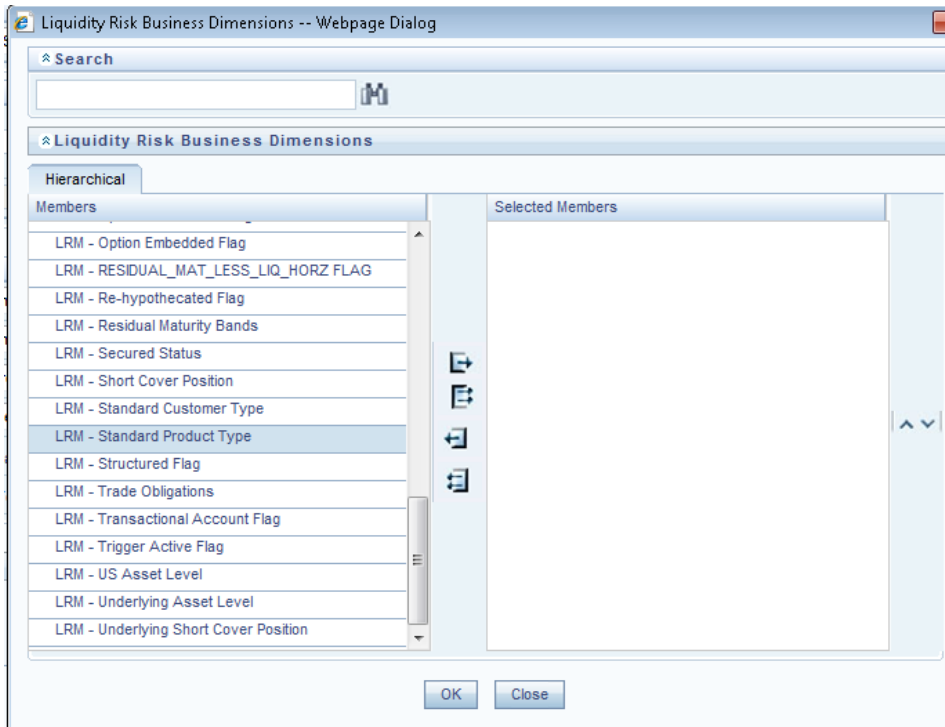 Liquidity Risk Business Dimensions -- Webpage Dialog
Search
Liquidity Risk Business Dimensions
Hierarchical
Members
Selected Members
LRM - Option Embedded Flag
LRM - RESIDUAL_MAT_LESS_LIQ_HORZ FLAG
LRM - Re-hypothecated Flag
LRM - Residual Maturity Bands
LRM - Secured Status
LRM - Short Cover Position
LRM - Standard Customer Type
LRM - Standard Product Type
LRM - Structured Flag
LRM - Trade Obligations
LRM - Transactional Account Flag
LRM - Trigger Active Flag
LRM - US Asset Level
LRM - Underlying Asset Level
LRM - Underlying Short Cover Position
OK
Close